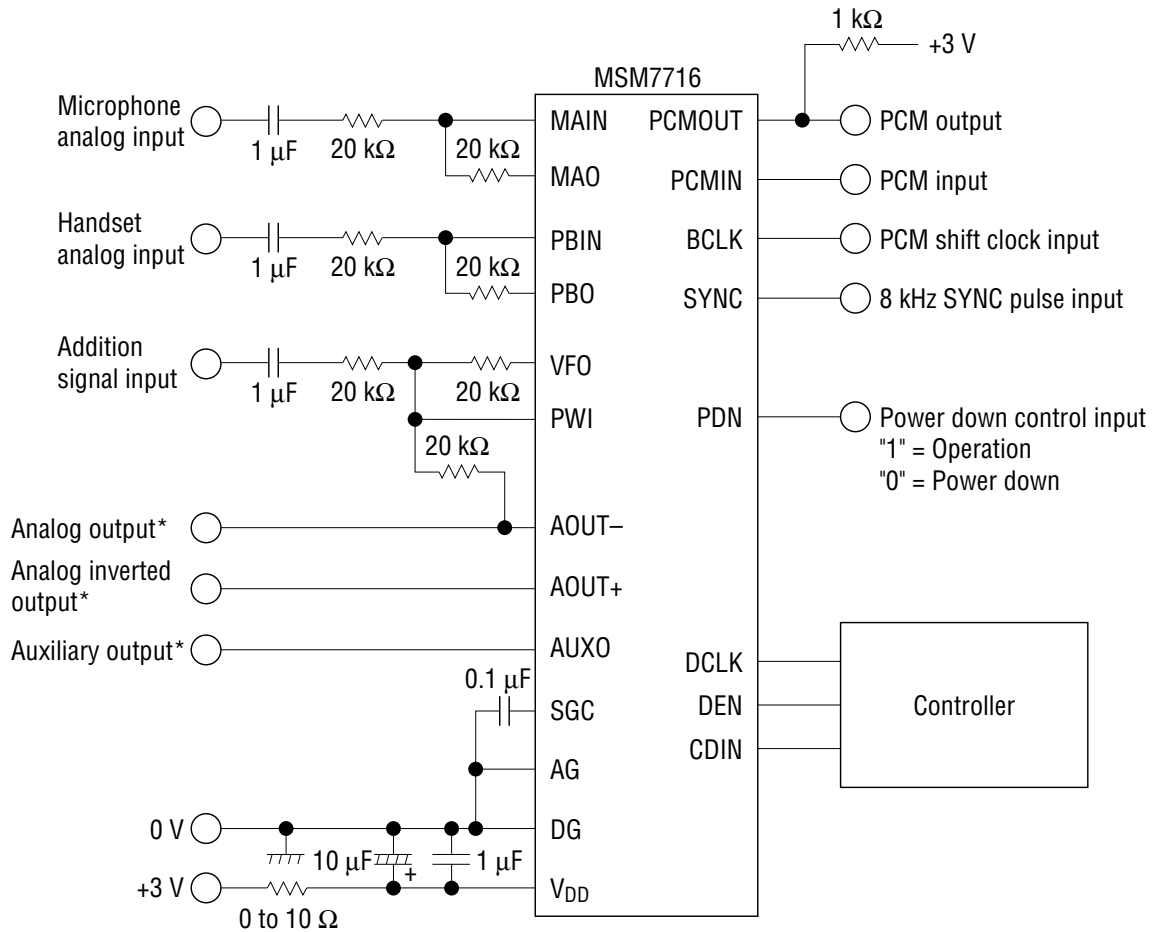 1 kΩ
+3 V
MSM7716
Microphone
analog input
1 μF
20 kΩ
20 kΩ
MAIN
MAO
PCMOUT
PCM output
PCMIN
PCM input
Handset
analog input
1 μF
20 kΩ
20 kΩ
PBIN
PBO
BCLK
PCM shift clock input
SYNC
8 kHz SYNC pulse input
Addition
signal input
1 μF
20 kΩ
20 kΩ
VFO
PWI
20 kΩ
PDN
Power down control input
"1" = Operation
"0" = Power down
Analog output*
AOUT–
Analog inverted
output*
AOUT+
Auxiliary output*
AUXO
0.1 μF
SGC
AG
DCLK
DEN
CDIN
Controller
0 V
DG
10 μF
+
1 μF
+3 V
0 to 10 Ω
VDD